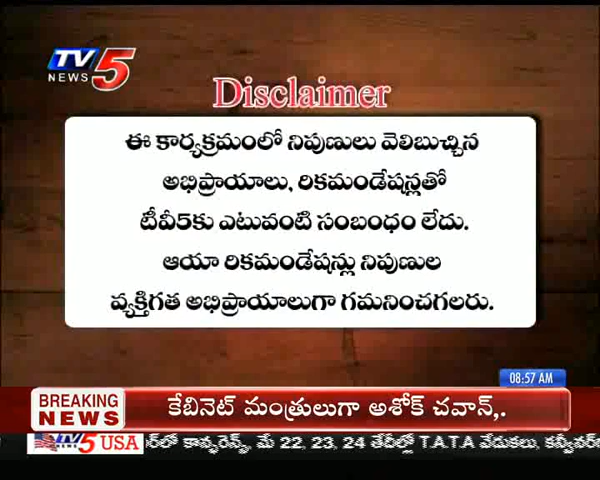 TV5
NEWS
Disclaimer
ఈ కార్యక్రమంలో నిపుణులు వెలిబుచ్చిన
అభిప్రాయాలు, రికమండేషన్లతో
టీవీ5కు ఎటువంటి సంబంధం లేదు.
ఆయా రికమండేషన్లు నిపుణుల
వ్యక్తిగత అభిప్రాయాలుగా గమనించగలరు.
08:57 AM
BREAKING
NEWS
కేబినెట్ మంత్రులుగా అశోక్ చవాన్,.
TV5 NEWS USA
కాన్ఫరెన్స్, మే 22, 23, 24 తేదీల్లో T.A.T.A వేడుకలు,